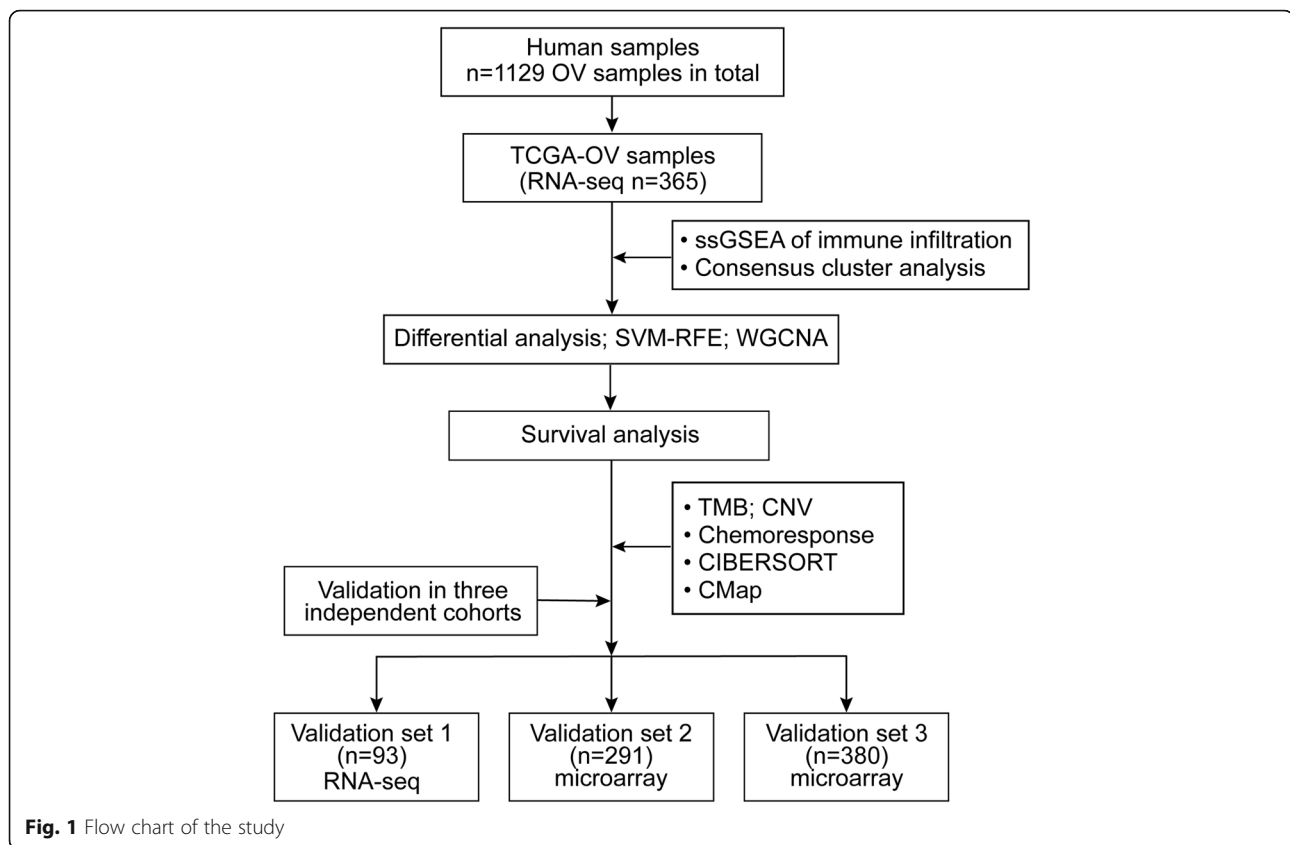 Human samples
n=1129 OV samples in total
TCGA-OV samples
(RNA-seq n=365)
• ssGSEA of immune infiltration
• Consensus cluster analysis
Differential analysis; SVM-RFE; WGCNA
Survival analysis
• TMB; CNV
• Chemoresponse
• CIBERSORT
• CMap
Validation in three
independent cohorts
Validation set 1
(n=93)
RNA-seq
Validation set 2
(n=291)
microarray
Validation set 3
(n=380)
microarray
Fig. 1 Flow chart of the study